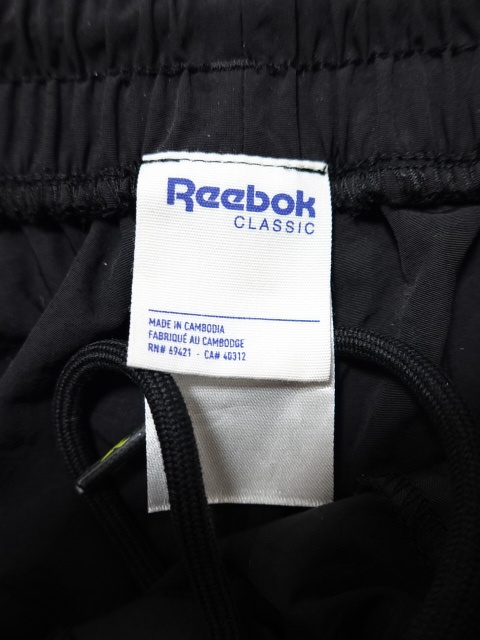 Reebok
CLASSIC
MADE IN CAMBODIA
FABRIQUÉ AU CAMBODGE
RN# 69421 - CA# 40312